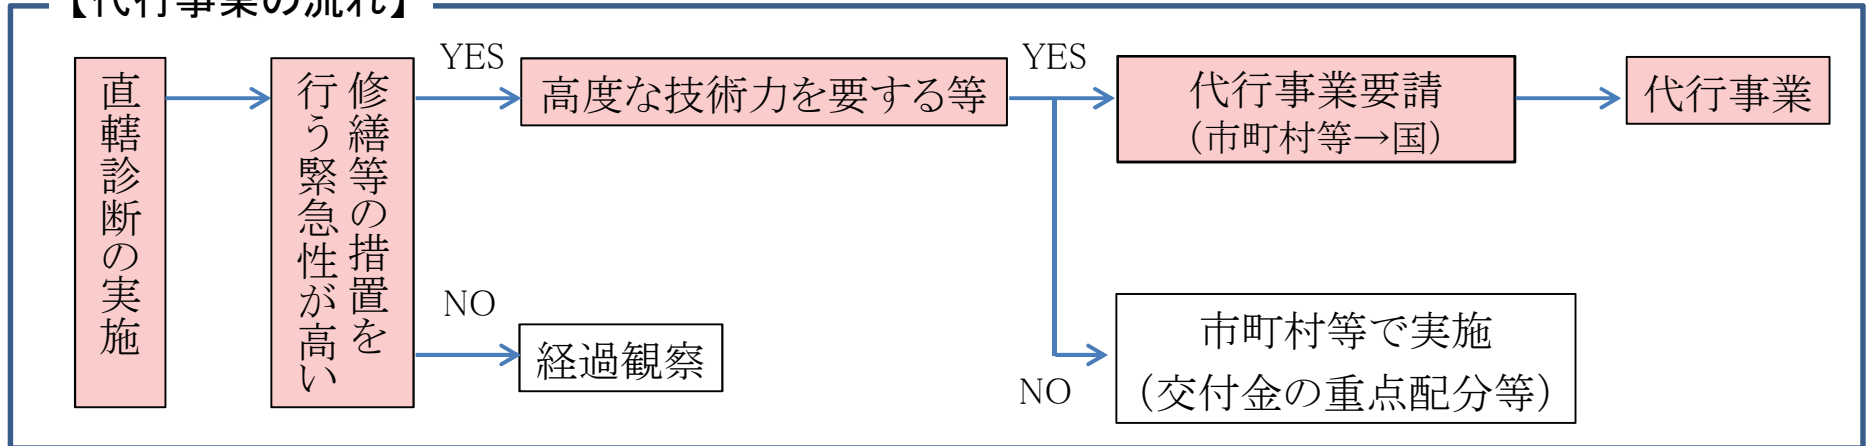 【代行事業の流れ】
直轄診断の実施
修繕等の措置を
行う緊急性が高い
YES
高度な技術力を要する等
YES
代行事業要請
（市町村等→国）
代行事業
NO
経過観察
NO
市町村等で実施
（交付金の重点配分等）